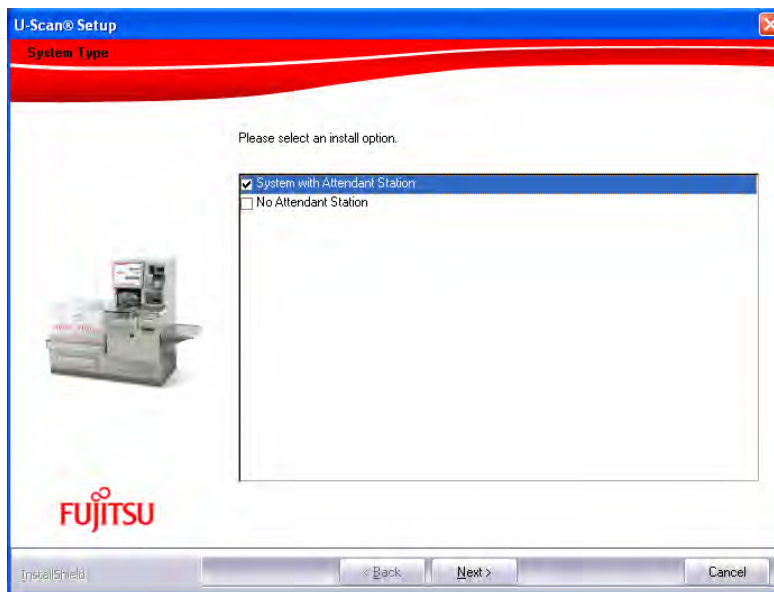 U-Scan® Setup
System Type
Please select an install option.
System with Attendant Station
No Attendant Station
FUJITSU
InstallShield
< Back
Next >
Cancel